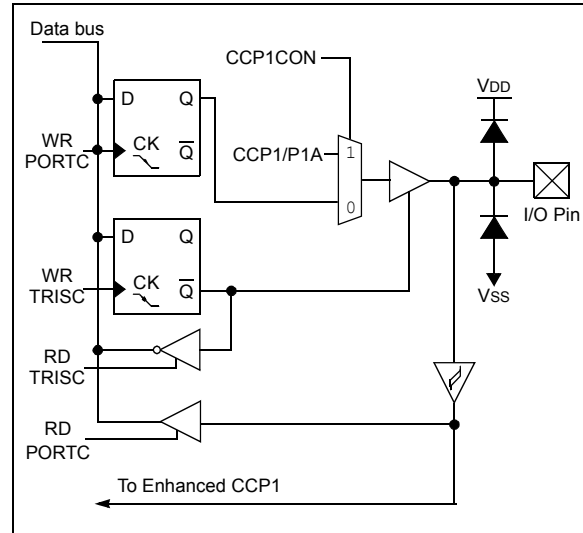 Data bus
CCP1CON
VDD
D Q
WR
PORTC
CK Q
CCP1/P1A
1
0
I/O Pin
D Q
WR
TRISC
CK Q
VSS
RD
TRISC
RD
PORTC
To Enhanced CCP1